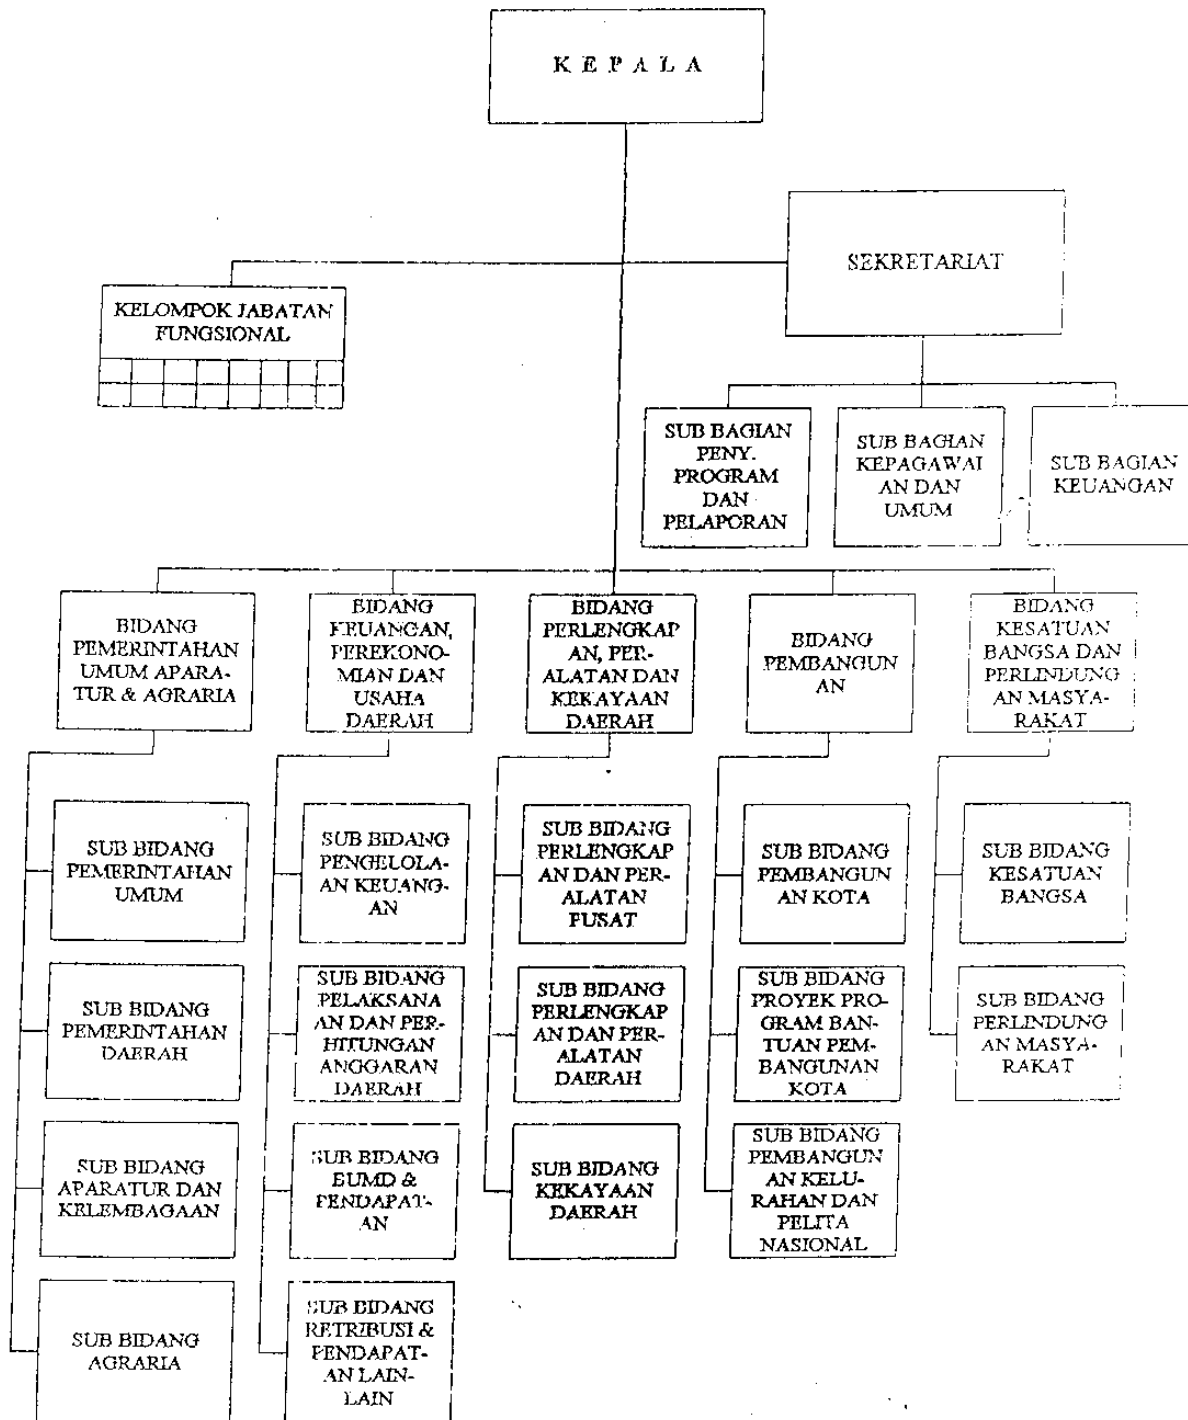 K E P A L A
SEKRETARIAT
KELOMPOK JABATAN
FUNGSIONAL
SUB BAGIAN
PENY.
PROGRAM
DAN
PELAPORAN
SUB BAGIAN
KEPAGAWAI
AN DAN
UMUM
SUB BAGIAN
KEUANGAN
BIDANG
PEMERINTAHAN
UMUM APARA-
TUR & AGRARIA
BIDANG
KEUANGAN,
PEREKONO-
MIAN DAN
USAHA
DAERAH
BIDANG
PERLENGKAP
AN, PER-
ALATAN DAN
KEKAYAAN
DAERAH
BIDANG
PEMBANGUN
AN
BIDANG
KESATUAN
BANGSA DAN
PERLINDUNG
AN MASYA-
RAKAT
SUB BIDANG
PEMERINTAHAN
UMUM
SUB BIDANG
PENGELOLA-
AN KEUANG-
AN
SUB BIDANG
PERLENGKAP
AN DAN PER-
ALATAN
PUSAT
SUB BIDANG
PEMBANGUN
AN KOTA
SUB BIDANG
KESATUAN
BANGSA
SUB BIDANG
PEMERINTAHAN
DAERAH
SUB BIDANG
PELAKSANA
AN DAN PER-
HITUNGAN
ANGGARAN
DAERAH
SUB BIDANG
PERLENGKAP
AN DAN PER-
ALATAN
DAERAH
SUB BIDANG
PROYEK PRO-
GRAM BAN-
TUAN PEM-
BANGUNAN
KOTA
SUB BIDANG
PERLINDUNG
AN MASYA-
RAKAT
SUB BIDANG
APARATUR DAN
KELEMBAGAAN
SUB BIDANG
BUMD &
PENDAPAT-
AN
SUB BIDANG
KEKAYAAN
DAERAH
SUB BIDANG
PEMBANGUN
AN KELU-
RAHAN DAN
PELITA
NASIONAL
SUB BIDANG
AGRARIA
SUB BIDANG
RETRIBUSI &
PENDAPAT-
AN LAIN-
LAIN